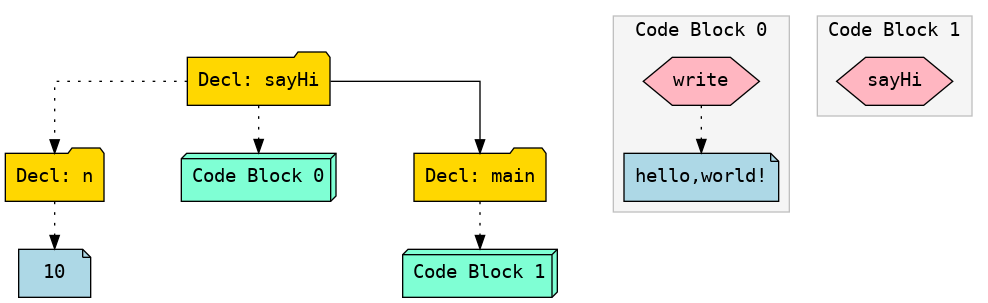 Decl: sayHi
Decl: n
Code Block 0
Decl: main
10
Code Block 1
Code Block 0
write
hello,world!
Code Block 1
sayHi